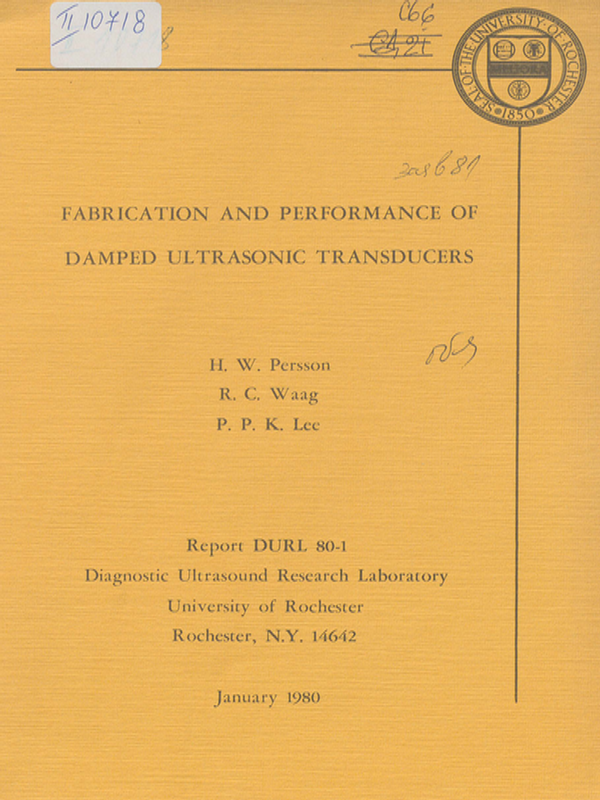 II 10718
C66
C4, 21
SEAL OF THE UNIVERSITY OF ROCHESTER
MELIORA
1850
FABRICATION AND PERFORMANCE OF
DAMPED ULTRASONIC TRANSDUCERS
H. W. Persson
R. C. Waag
P. P. K. Lee
Report DURL 80-1
Diagnostic Ultrasound Research Laboratory
University of Rochester
Rochester, N.Y. 14642
January 1980